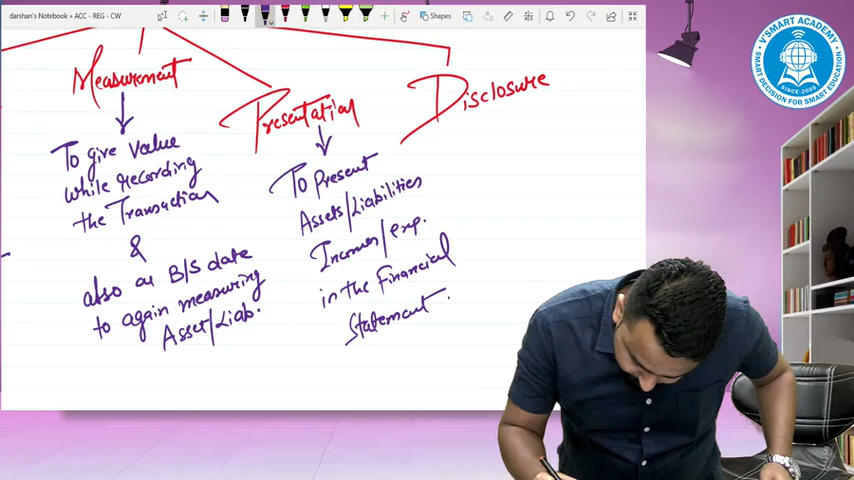 darshan's Notebook » ACC - REG - CW
Shapes
V'SMART ACADEMY
SMART DECISION FOR SMART EDUCATION
SINCE-2005
Measurement
To give value
while recording
the Transaction
&
also on B/S date
to again measuring
Asset/Liab.
Presentation
To Present
Assets/Liabilities
Incomes/exp.
in the Financial
Statement.
Disclosure